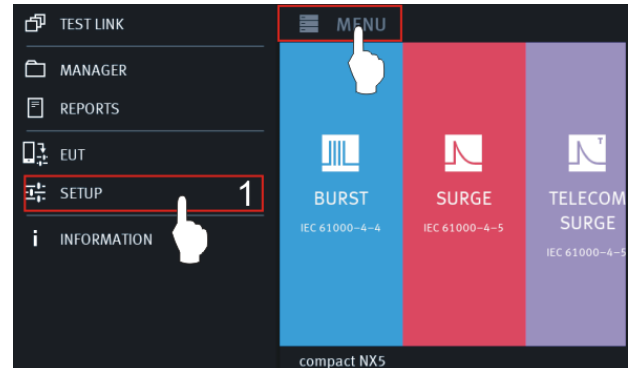 TEST LINK
MANAGER
REPORTS
EUT
SETUP 1
INFORMATION
MENU
BURST
IEC 61000-4-4
SURGE
IEC 61000-4-5
TELECOM
SURGE
IEC 61000-4-5
T
compact NX5